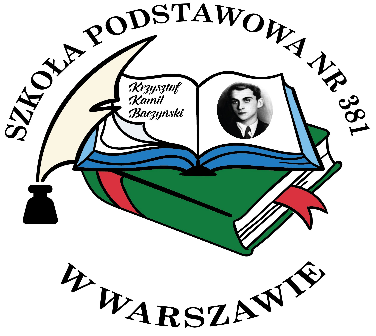 SZKOŁA PODSTAWOWA NR 381
Krzysztof
Kamil
Baczyński
W WARSZAWIE